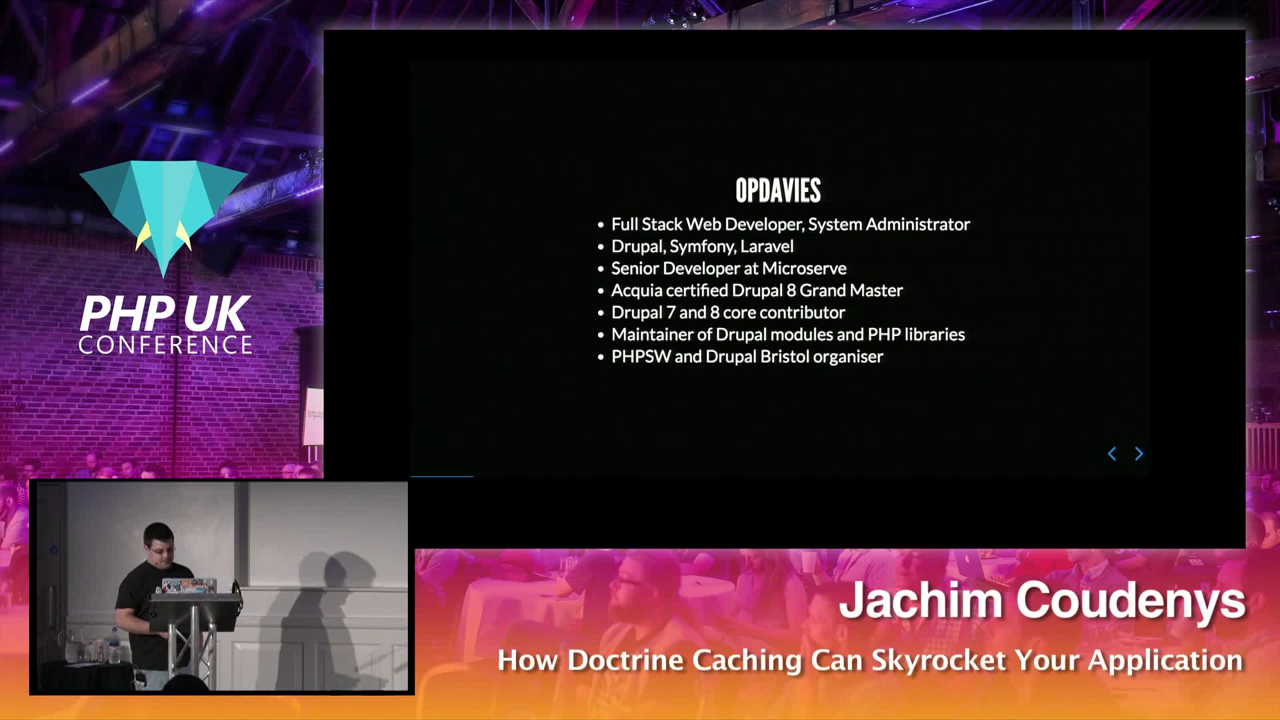 OPDAVIES
• Full Stack Web Developer, System Administrator
• Drupal, Symfony, Laravel
• Senior Developer at Microserve
• Acquia certified Drupal 8 Grand Master
• Drupal 7 and 8 core contributor
• Maintainer of Drupal modules and PHP libraries
• PHPSW and Drupal Bristol organiser
PHP UK
CONFERENCE
Jachim Coudenys
How Doctrine Caching Can Skyrocket Your Application